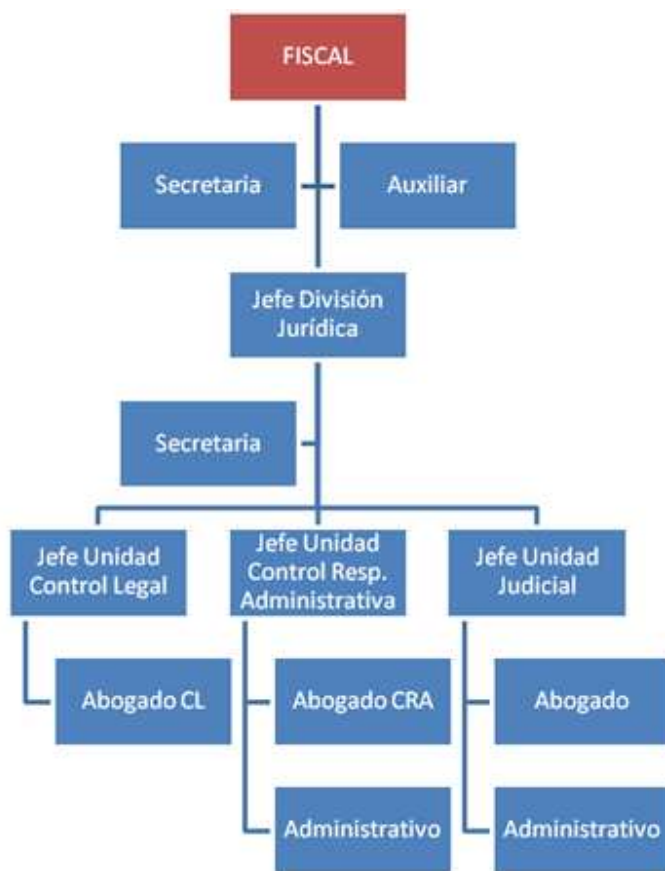 FISCAL
Secretaria
Auxiliar
Jefe División
Jurídica
Secretaria
Jefe Unidad
Control Legal
Jefe Unidad
Control Resp.
Administrativa
Jefe Unidad
Judicial
Abogado CL
Abogado CRA
Abogado
Administrativo
Administrativo